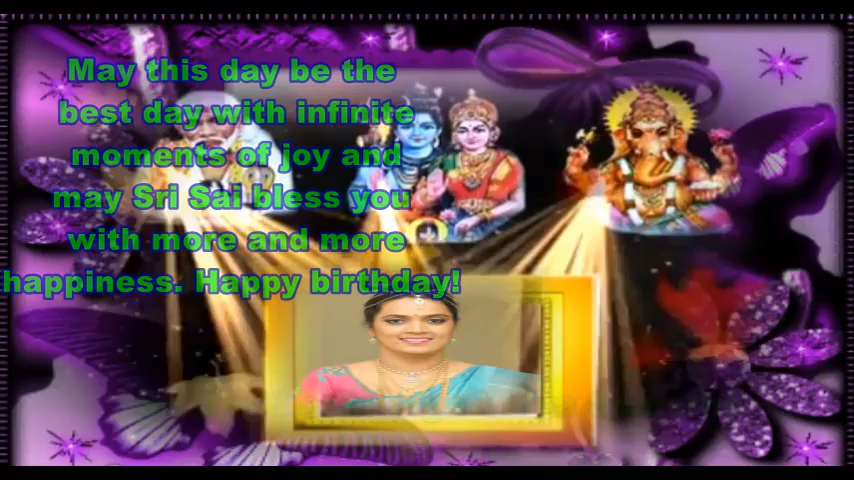 May this day be the
best day with infinite
moments of joy and
may Sri Sai bless you
with more and more
happiness. Happy birthday!